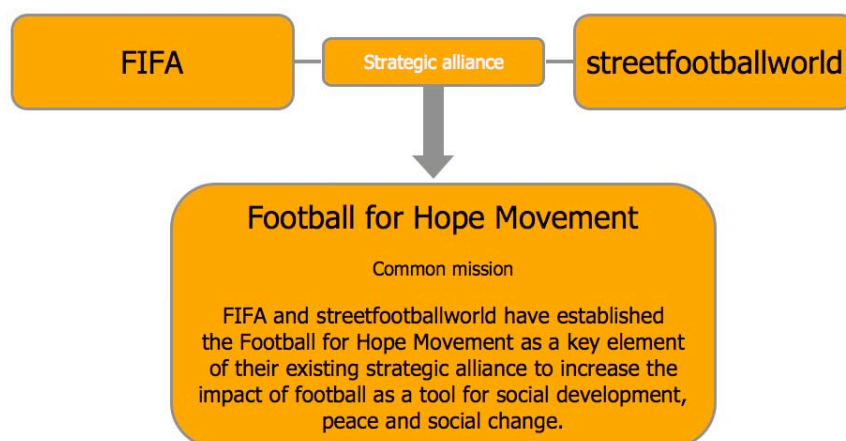 FIFA
Strategic alliance
streetfootballworld
Football for Hope Movement
Common mission
FIFA and streetfootballworld have established
the Football for Hope Movement as a key element
of their existing strategic alliance to increase the
impact of football as a tool for social development,
peace and social change.